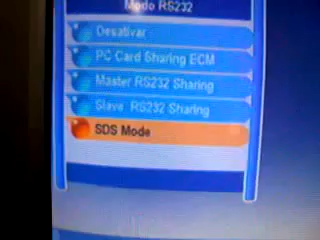 Modo RS232
Desativar
PC Card Sharing ECM
Master RS232 Sharing
Slave RS232 Sharing
SDS Mode